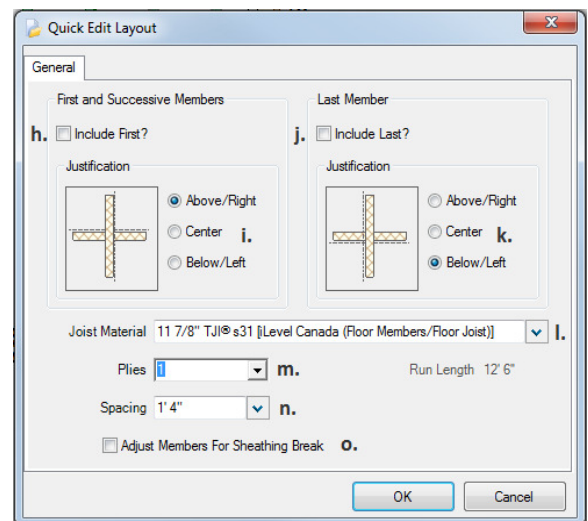 Quick Edit Layout
General
First and Successive Members
Last Member
h. Include First?
j. Include Last?
Justification
Justification
Above/Right
Center i.
Below/Left
Above/Right
Center k.
Below/Left
Joist Material 11 7/8" TJI® s31 [iLevel Canada (Floor Members/Floor Joist)] l.
Plies 1 m. Run Length 12' 6"
Spacing 1' 4" n.
Adjust Members For Sheathing Break o.
OK Cancel